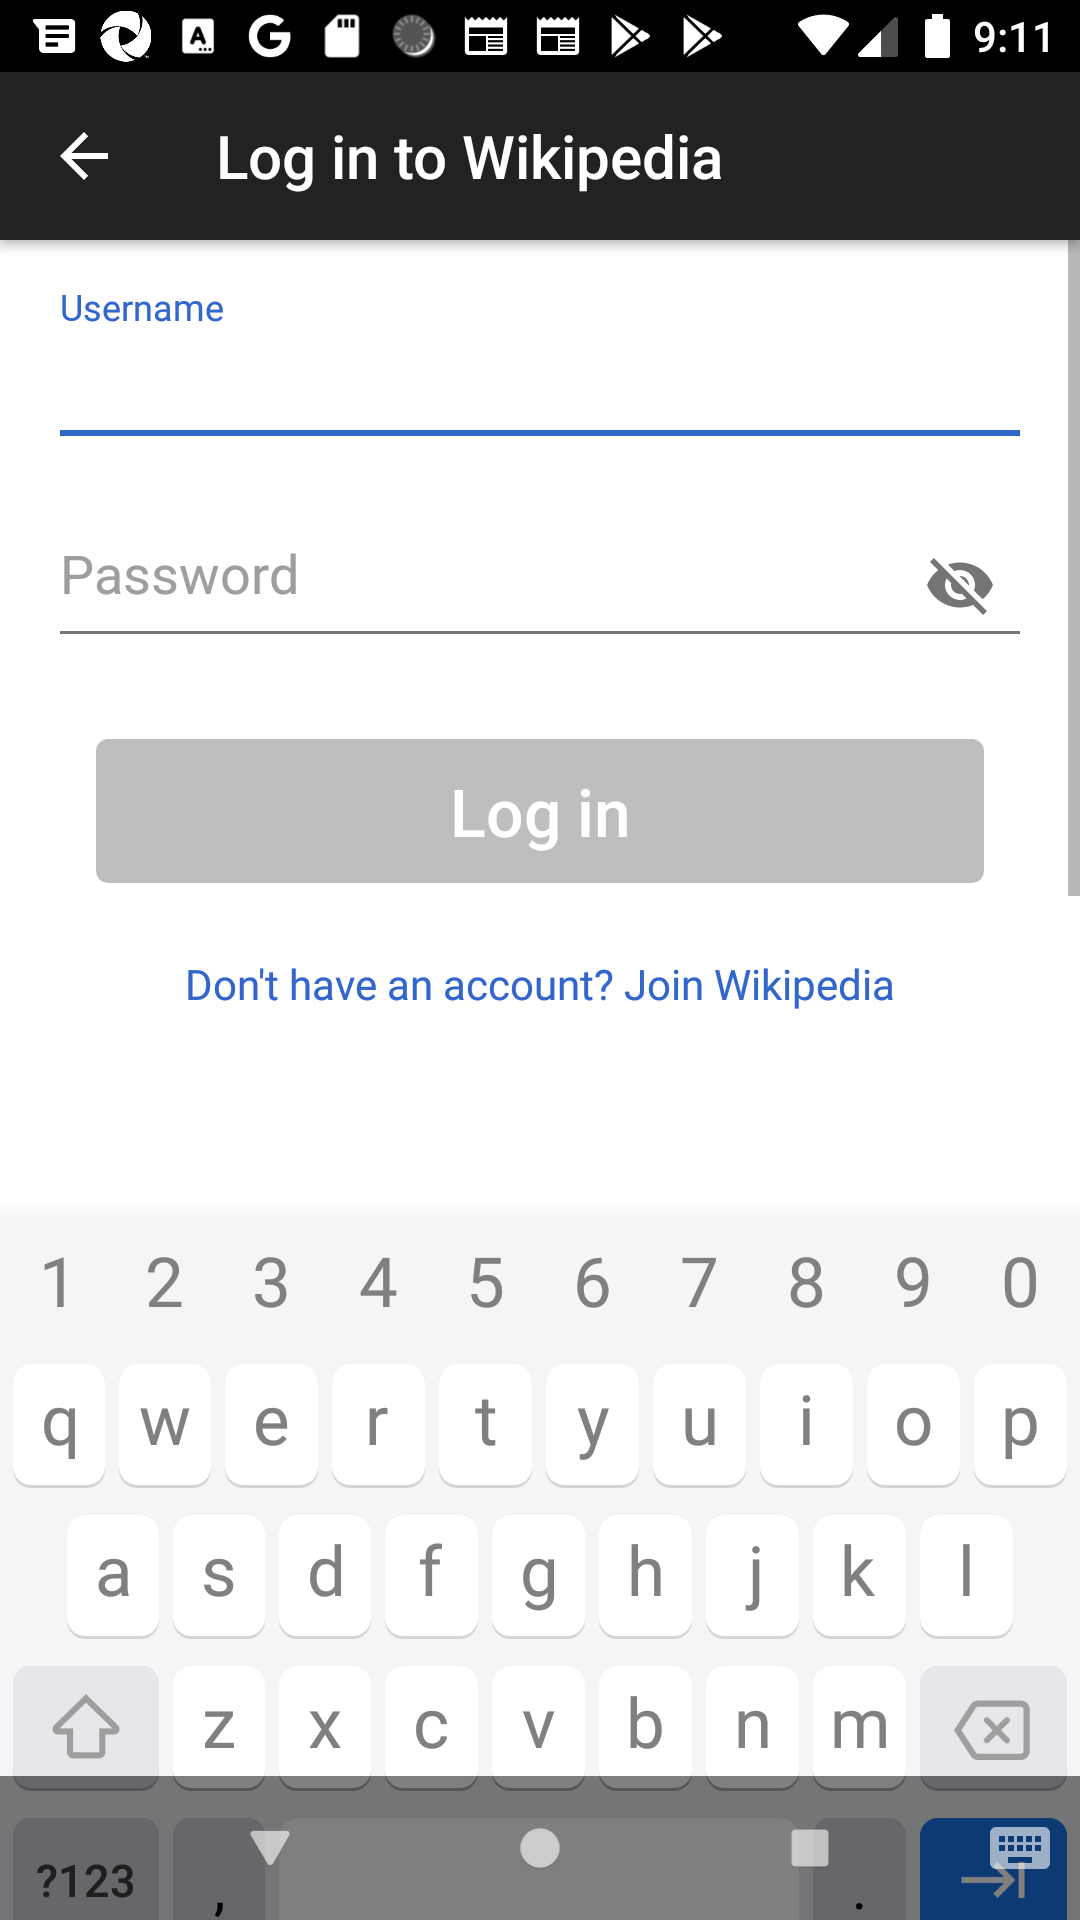 9:11
Log in to Wikipedia
Username
Password
Log in
Don't have an account? Join Wikipedia
1 2 3 4 5 6 7 8 9 0
q w e r t y u i o p
a s d f g h j k l
z x c v b n m
?123 , .